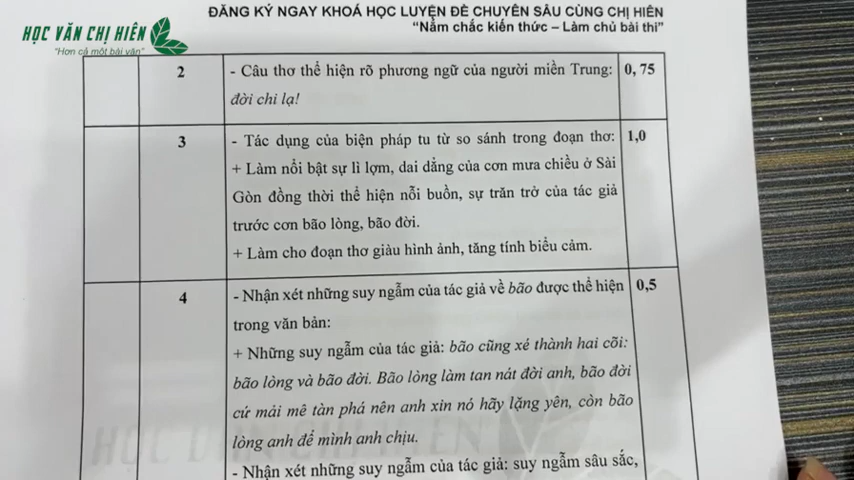 ĐĂNG KÝ NGAY KHOÁ HỌC LUYỆN ĐỀ CHUYÊN SÂU CÙNG CHỊ HIÊN
“Nắm chắc kiến thức – Làm chủ bài thi”
HỌC VĂN CHỊ HIÊN
"Hơn cả một bài văn"
2
- Câu thơ thể hiện rõ phương ngữ của người miền Trung:
0, 75
đời chi lạ!
3
- Tác dụng của biện pháp tu từ so sánh trong đoạn thơ:
1,0
+ Làm nổi bật sự lì lợm, dai dẳng của cơn mưa chiều ở Sài
Gòn đồng thời thể hiện nỗi buồn, sự trăn trở của tác giả
trước cơn bão lòng, bão đời.
+ Làm cho đoạn thơ giàu hình ảnh, tăng tính biểu cảm.
4
- Nhận xét những suy ngẫm của tác giả về bão được thể hiện
0,5
trong văn bản:
+ Những suy ngẫm của tác giả: bão cũng xé thành hai cõi:
bão lòng và bão đời. Bão lòng làm tan nát đời anh, bão đời
cứ mải mê tàn phá nên anh xin nó hãy lặng yên, còn bão
lòng anh để mình anh chịu.
- Nhận xét những suy ngẫm của tác giả: suy ngẫm sâu sắc,
HỌC VĂN CHỊ HIÊN